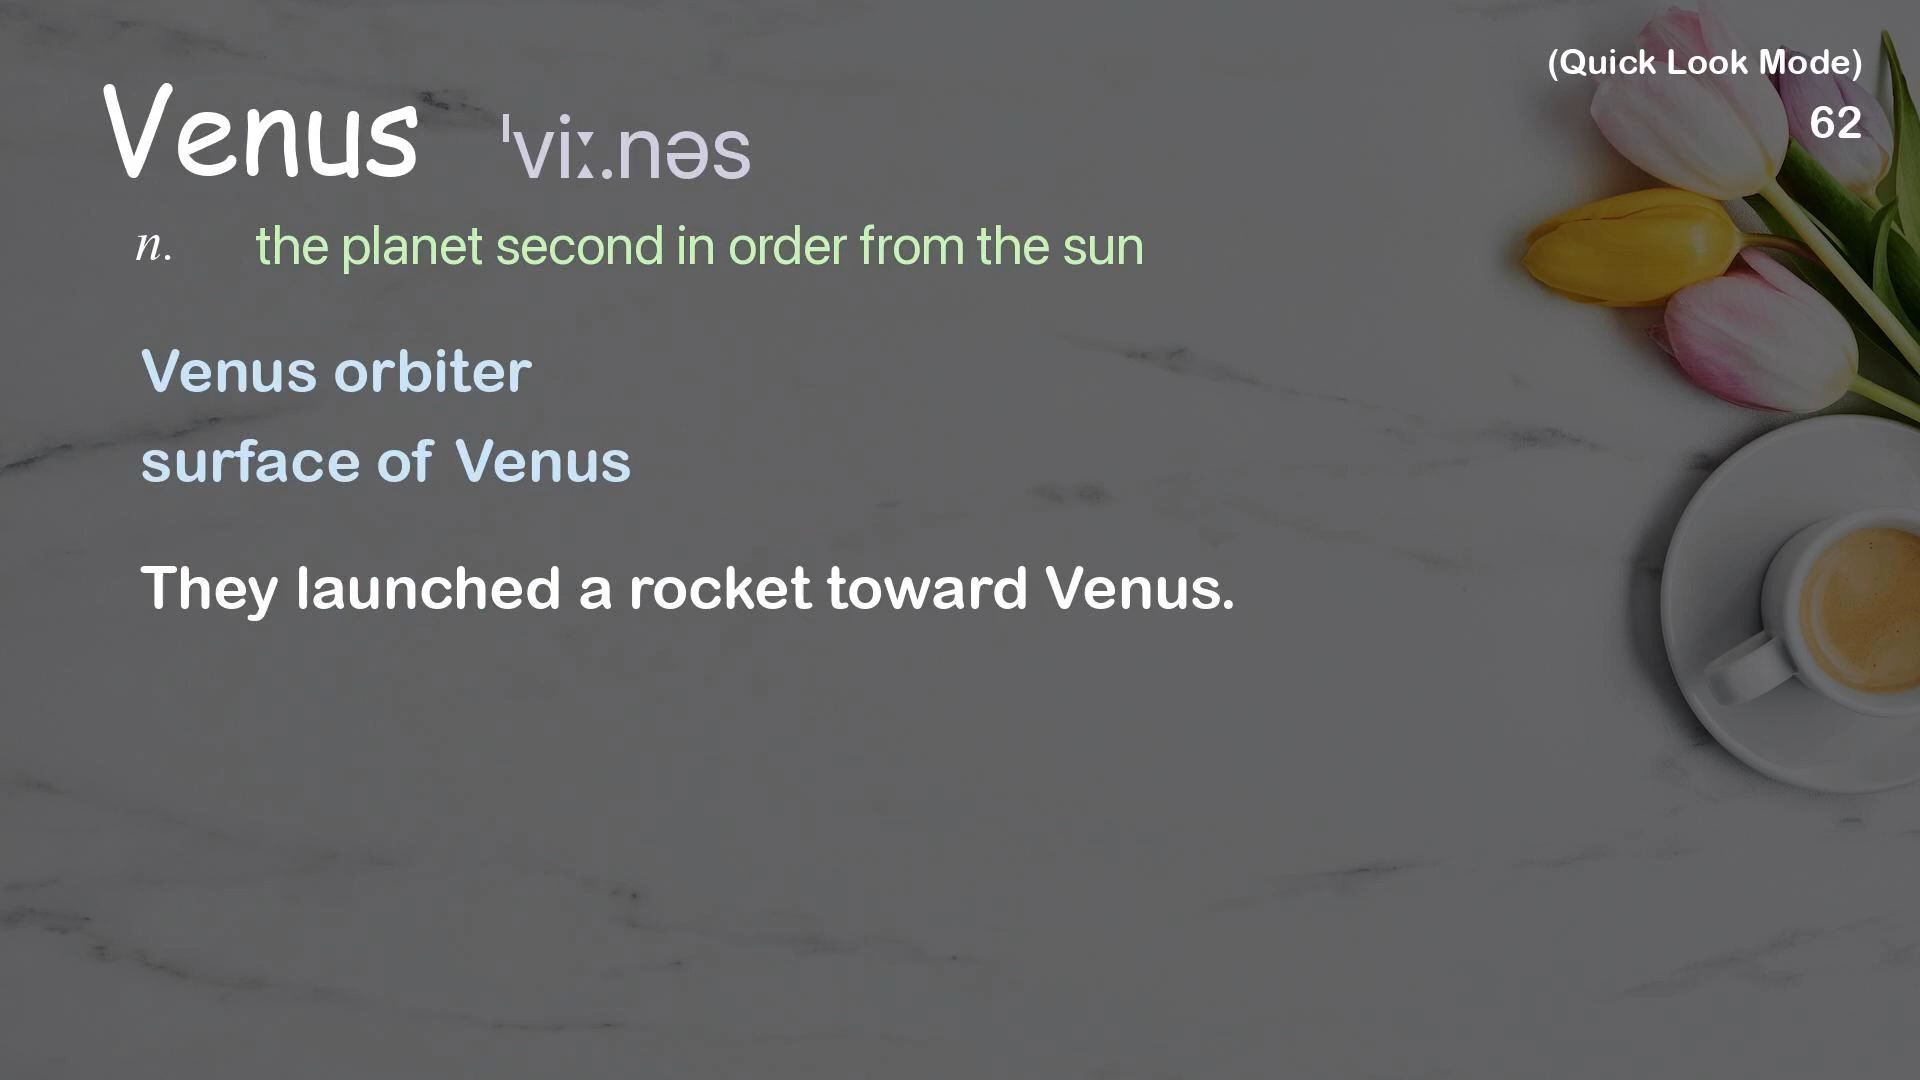 (Quick Look Mode)
62
Venus ˈviː.nəs
n. the planet second in order from the sun
Venus orbiter
surface of Venus
They launched a rocket toward Venus.